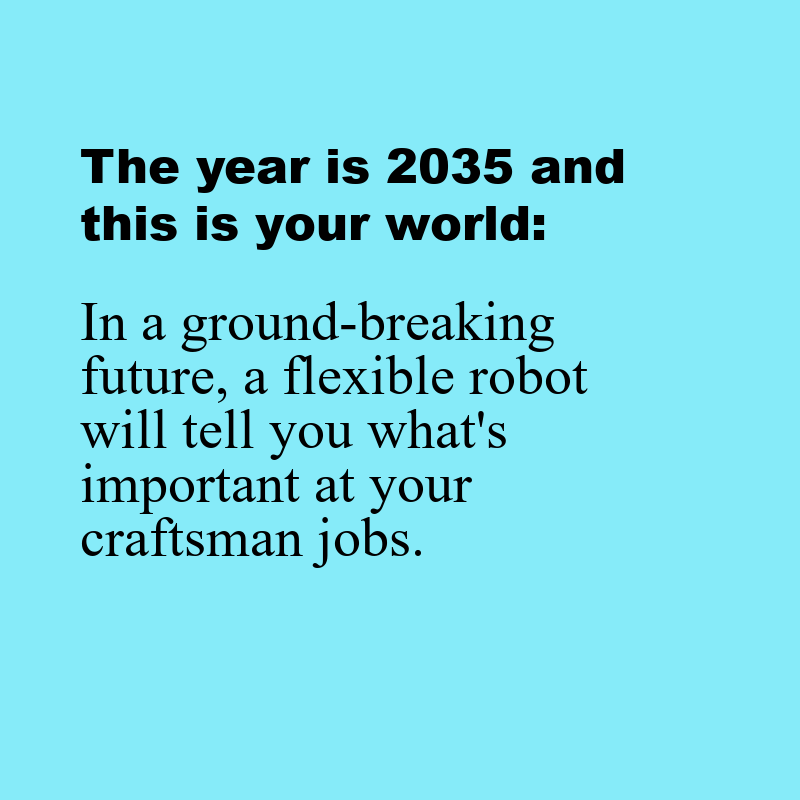 The year is 2035 and
this is your world:
In a ground-breaking
future, a flexible robot
will tell you what's
important at your
craftsman jobs.